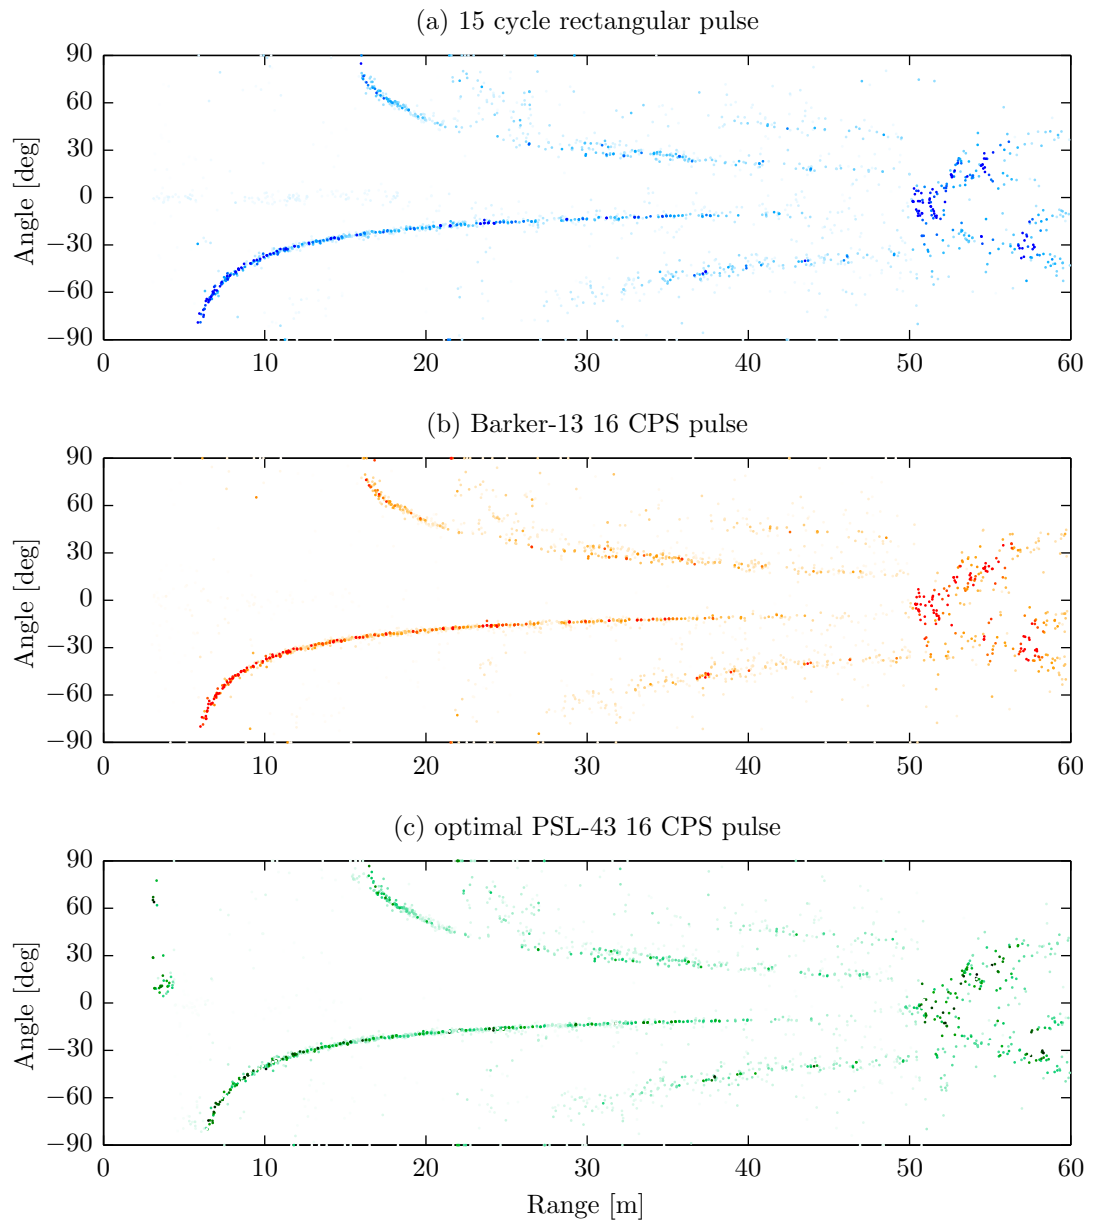 (a) 15 cycle rectangular pulse
90
60
30
0
−30
−60
−90
Angle [deg]
0 10 20 30 40 50 60
(b) Barker-13 16 CPS pulse
90
60
30
0
−30
−60
−90
Angle [deg]
0 10 20 30 40 50 60
(c) optimal PSL-43 16 CPS pulse
90
60
30
0
−30
−60
−90
Angle [deg]
0 10 20 30 40 50 60
Range [m]